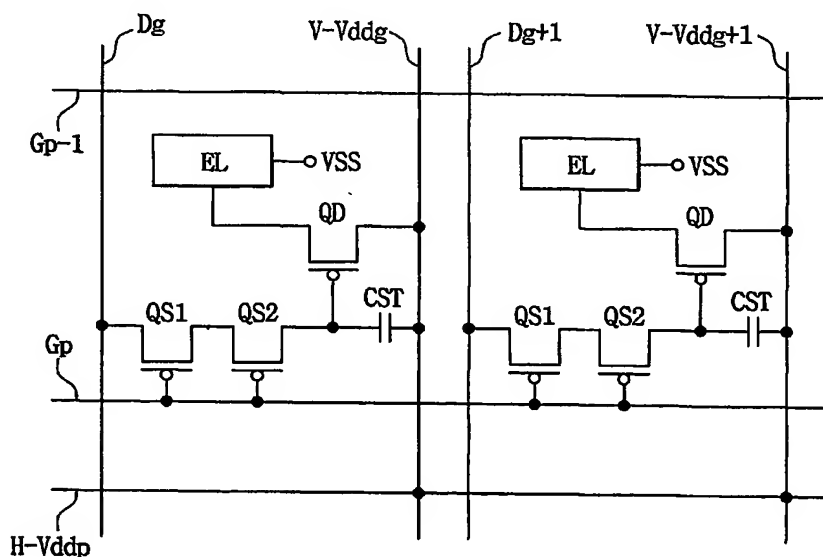 Dg V-Vddg Dg+1 V-Vddg+1
Gp-1
EL VSS EL VSS
QD QD
QS1 QS2 CST QS1 QS2 CST
Gp
H-Vddp